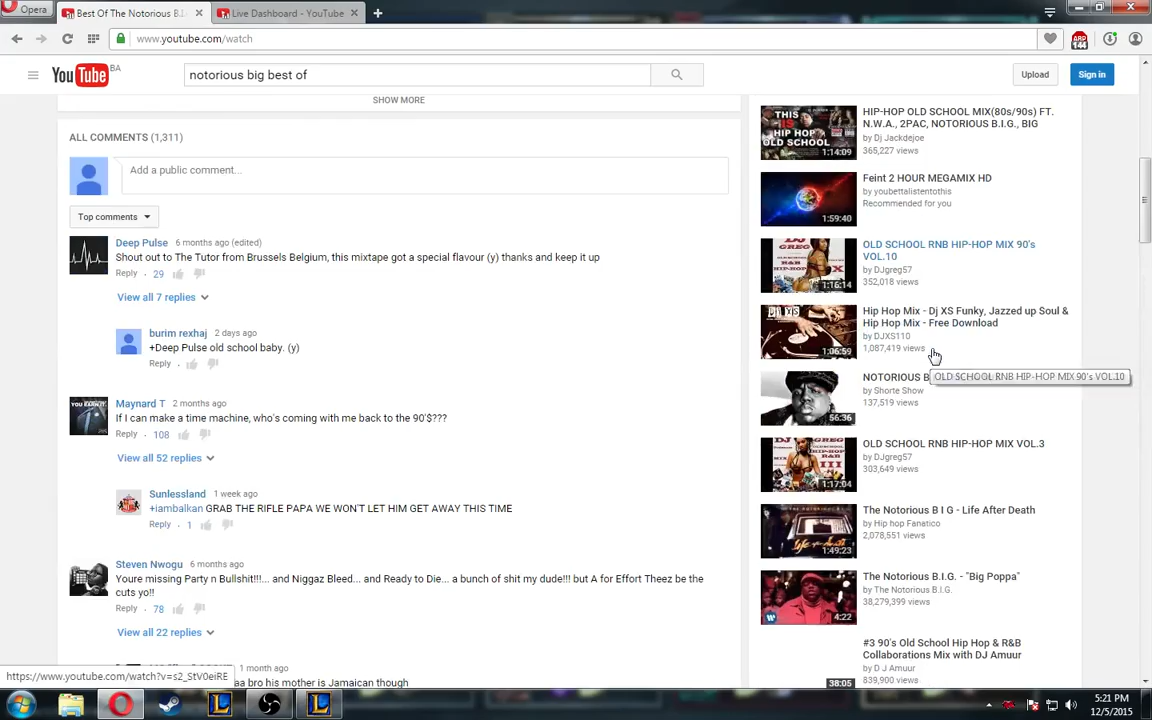 Opera
Best Of The Notorious B.I.
Live Dashboard - YouTube
www.youtube.com/watch
ABP
144
YouTube BA
notorious big best of
Upload
Sign in
SHOW MORE
ALL COMMENTS (1,311)
Add a public comment...
Top comments
Deep Pulse 6 months ago (edited)
Shout out to The Tutor from Brussels Belgium, this mixtape got a special flavour (y) thanks and keep it up
Reply 29
View all 7 replies
burim rexhaj 2 days ago
+Deep Pulse old school baby. (y)
Reply
Maynard T 2 months ago
If I can make a time machine, who's coming with me back to the 90'$???
Reply 108
View all 52 replies
Sunlessland 1 week ago
+iambalkan GRAB THE RIFLE PAPA WE WON'T LET HIM GET AWAY THIS TIME
Reply 1
Steven Nwogu 6 months ago
Youre missing Party n Bullshit!!!... and Niggaz Bleed... and Ready to Die... a bunch of shit my dude!!! but A for Effort Theez be the
cuts yo!!
Reply 78
View all 22 replies
1 month ago
aa bro his mother is Jamaican though
https://www.youtube.com/watch?v=s2_StV0eiRE
THIS
IS
HIP HOP
OLD SCHOOL
1:14:09
HIP-HOP OLD SCHOOL MIX(80s/90s) FT.
N.W.A., 2PAC, NOTORIOUS B.I.G., BIG
by Dj Jackdejoe
365,227 views
1:59:40
Feint 2 HOUR MEGAMIX HD
by youbettalistentothis
Recommended for you
DJ
GREG
1:16:14
OLD SCHOOL RNB HIP-HOP MIX 90's
VOL.10
by DJgreg57
352,018 views
1:06:59
Hip Hop Mix - Dj XS Funky, Jazzed up Soul &
Hip Hop Mix - Free Download
by DJXS110
1,087,419 views
OLD SCHOOL RNB HIP-HOP MIX 90's VOL.10
56:36
NOTORIOUS B
by Shorte Show
137,519 views
III
1:17:04
OLD SCHOOL RNB HIP-HOP MIX VOL.3
by DJgreg57
303,649 views
1:49:23
The Notorious B I G - Life After Death
by Hip hop Fanatico
2,078,551 views
4:22
The Notorious B.I.G. - "Big Poppa"
by The Notorious B.I.G.
38,279,399 views
38:05
#3 90's Old School Hip Hop & R&B
Collaborations Mix with DJ Amuur
by D J Amuur
839,900 views
5:21 PM
12/5/2015